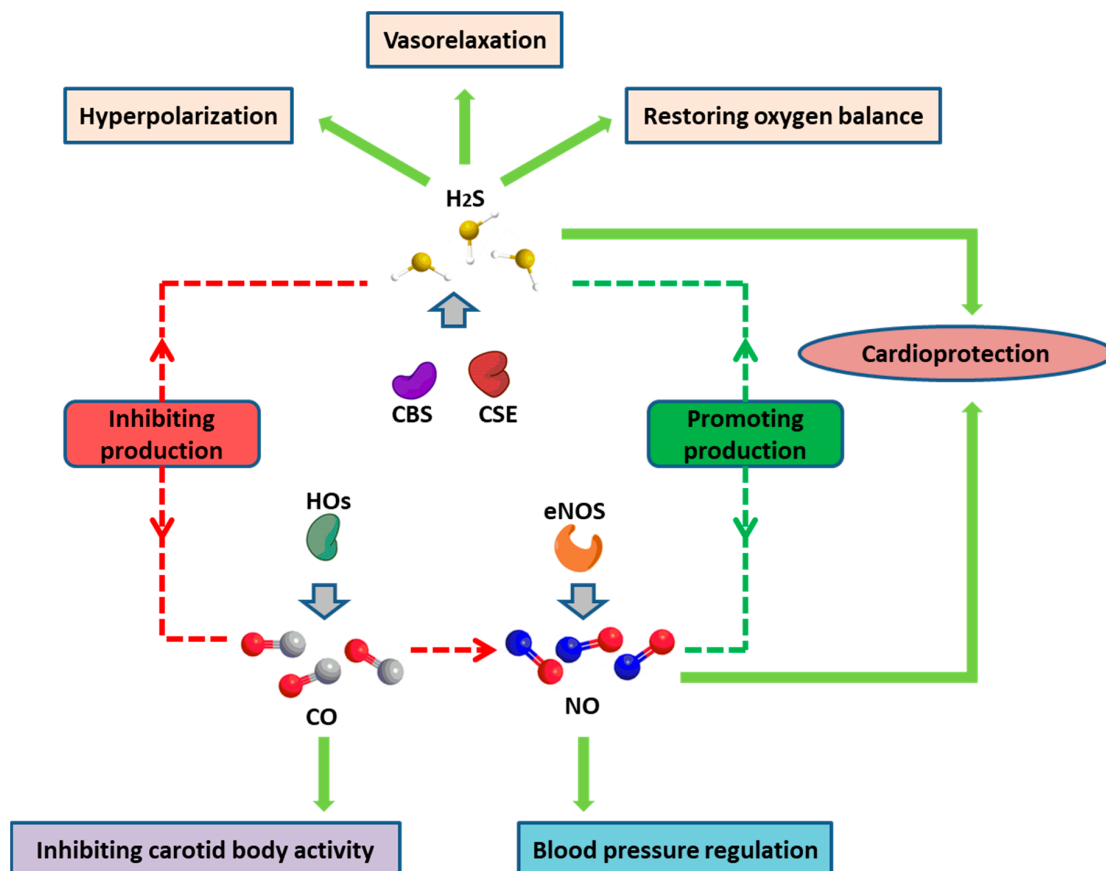 Vasorelaxation
Hyperpolarization
Restoring oxygen balance
H2S
Cardioprotection
CBS
CSE
Inhibiting
production
Promoting
production
HOs
eNOS
CO
NO
Inhibiting carotid body activity
Blood pressure regulation